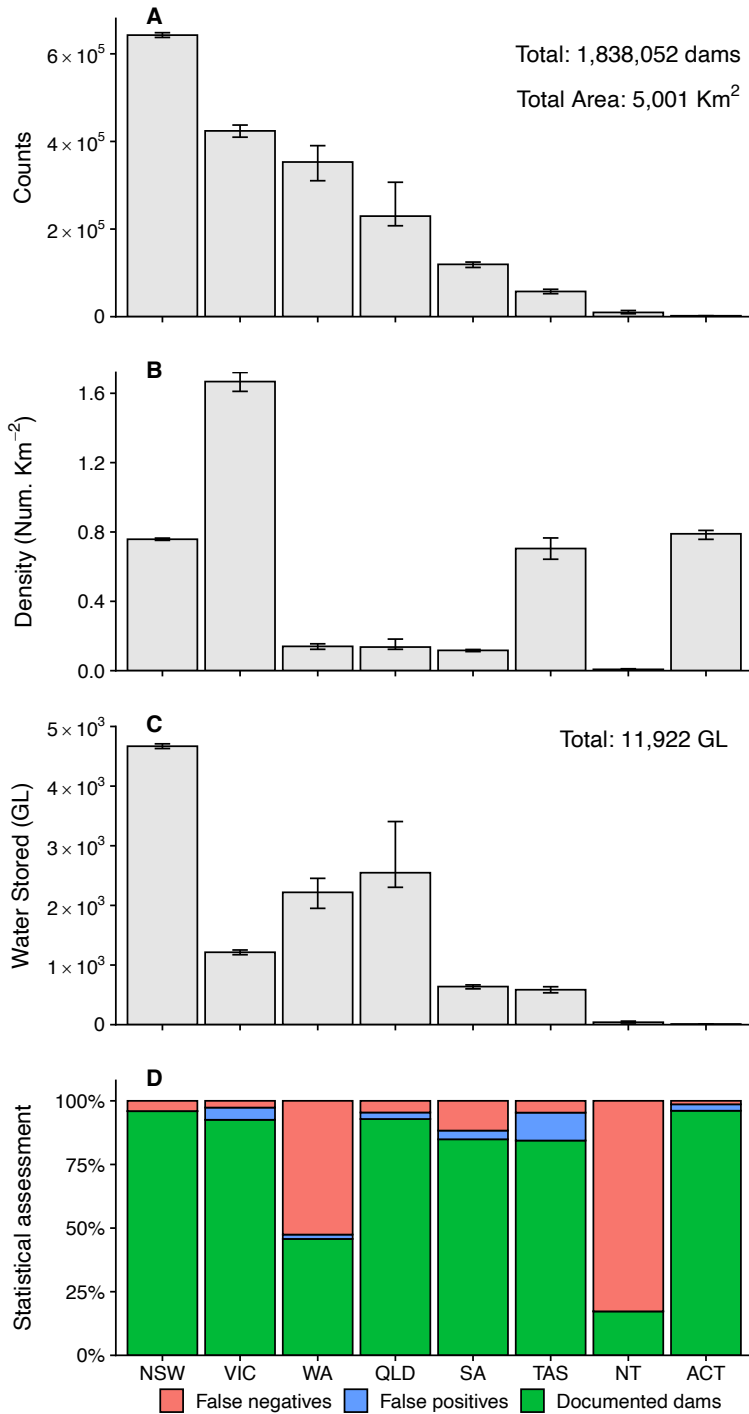 A
Total: 1,838,052 dams
Total Area: 5,001 Km²
Counts
6 × 10⁵
4 × 10⁵
2 × 10⁵
0
B
Density (Num. Km⁻²)
1.6
1.2
0.8
0.4
0.0
C
Total: 11,922 GL
Water Stored (GL)
5 × 10³
4 × 10³
3 × 10³
2 × 10³
1 × 10³
0
D
Statistical assessment
100%
75%
50%
25%
0%
NSW VIC WA QLD SA TAS NT ACT
False negatives False positives Documented dams